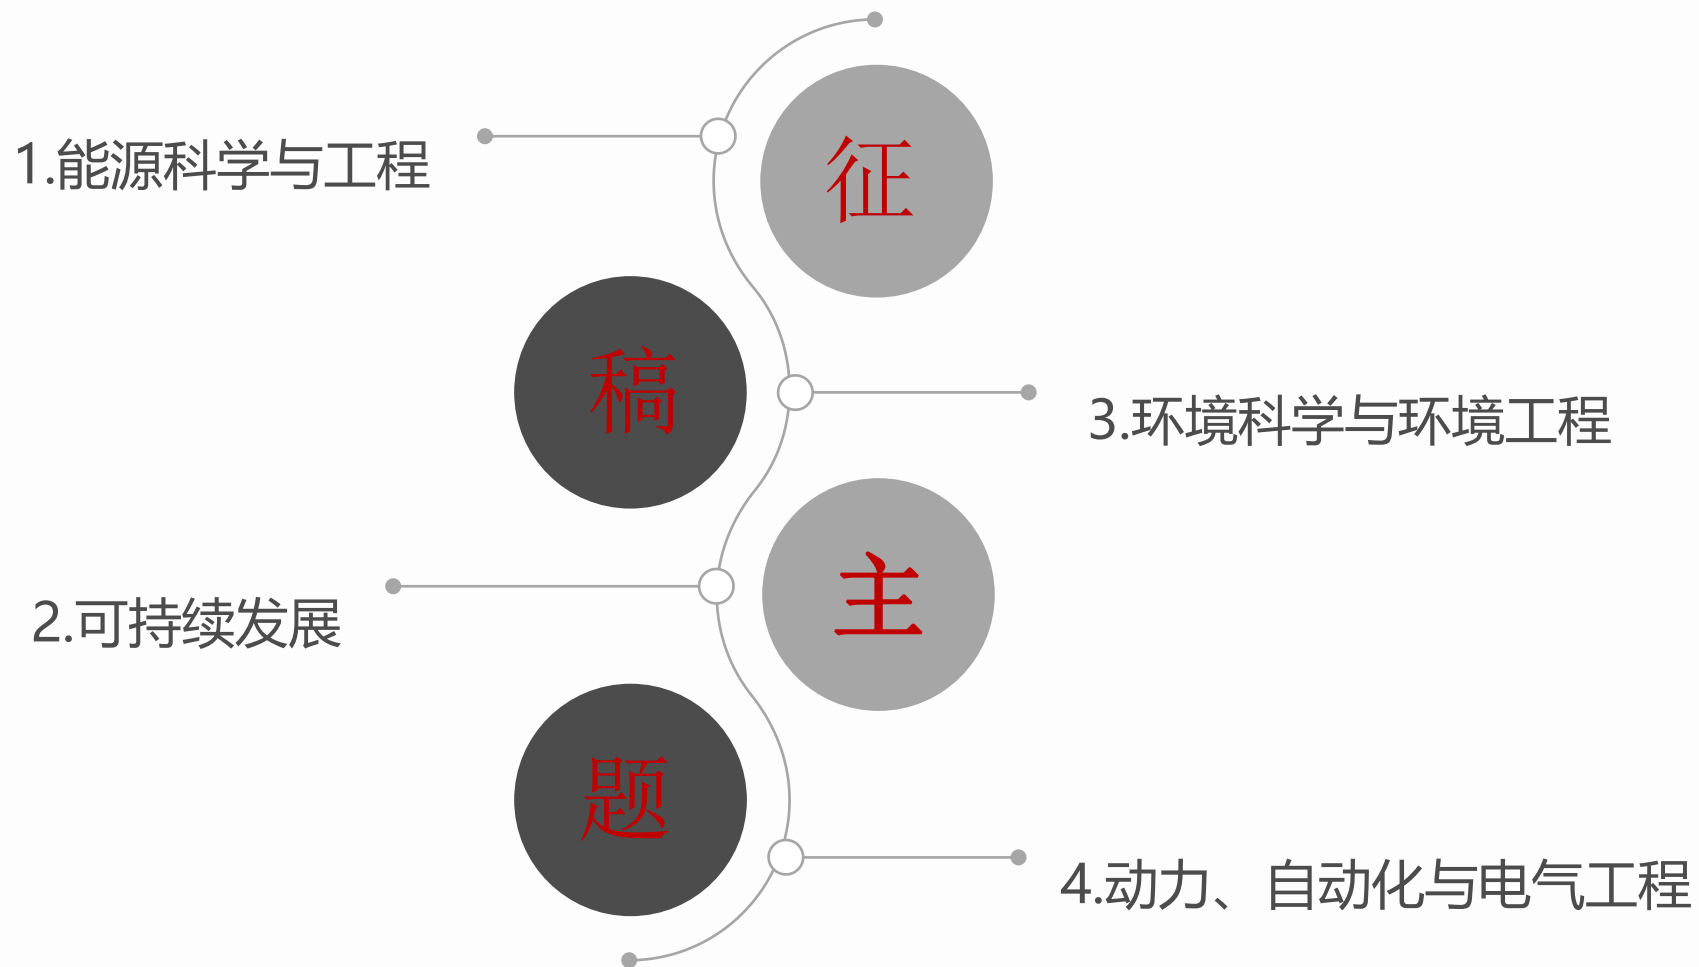 征
稿
主
题
1.能源科学与工程
2.可持续发展
3.环境科学与环境工程
4.动力、自动化与电气工程